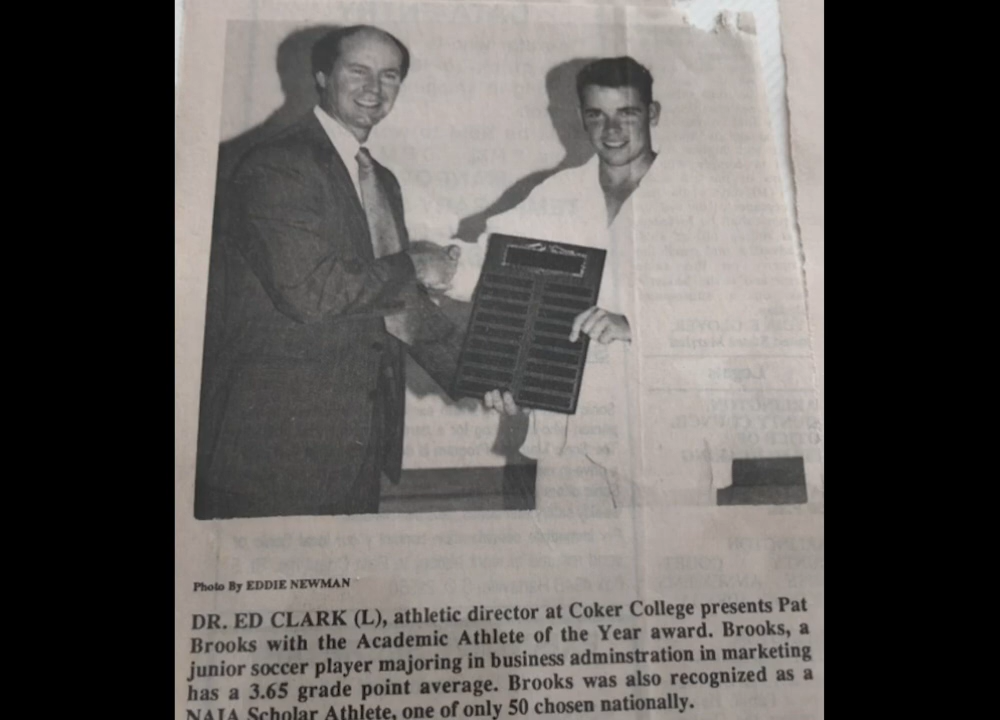 Photo By EDDIE NEWMAN
DR. ED CLARK (L), athletic director at Coker College presents Pat
Brooks with the Academic Athlete of the Year award. Brooks, a
junior soccer player majoring in business adminstration in marketing
has a 3.65 grade point average. Brooks was also recognized as a
NAIA Scholar Athlete, one of only 50 chosen nationally.